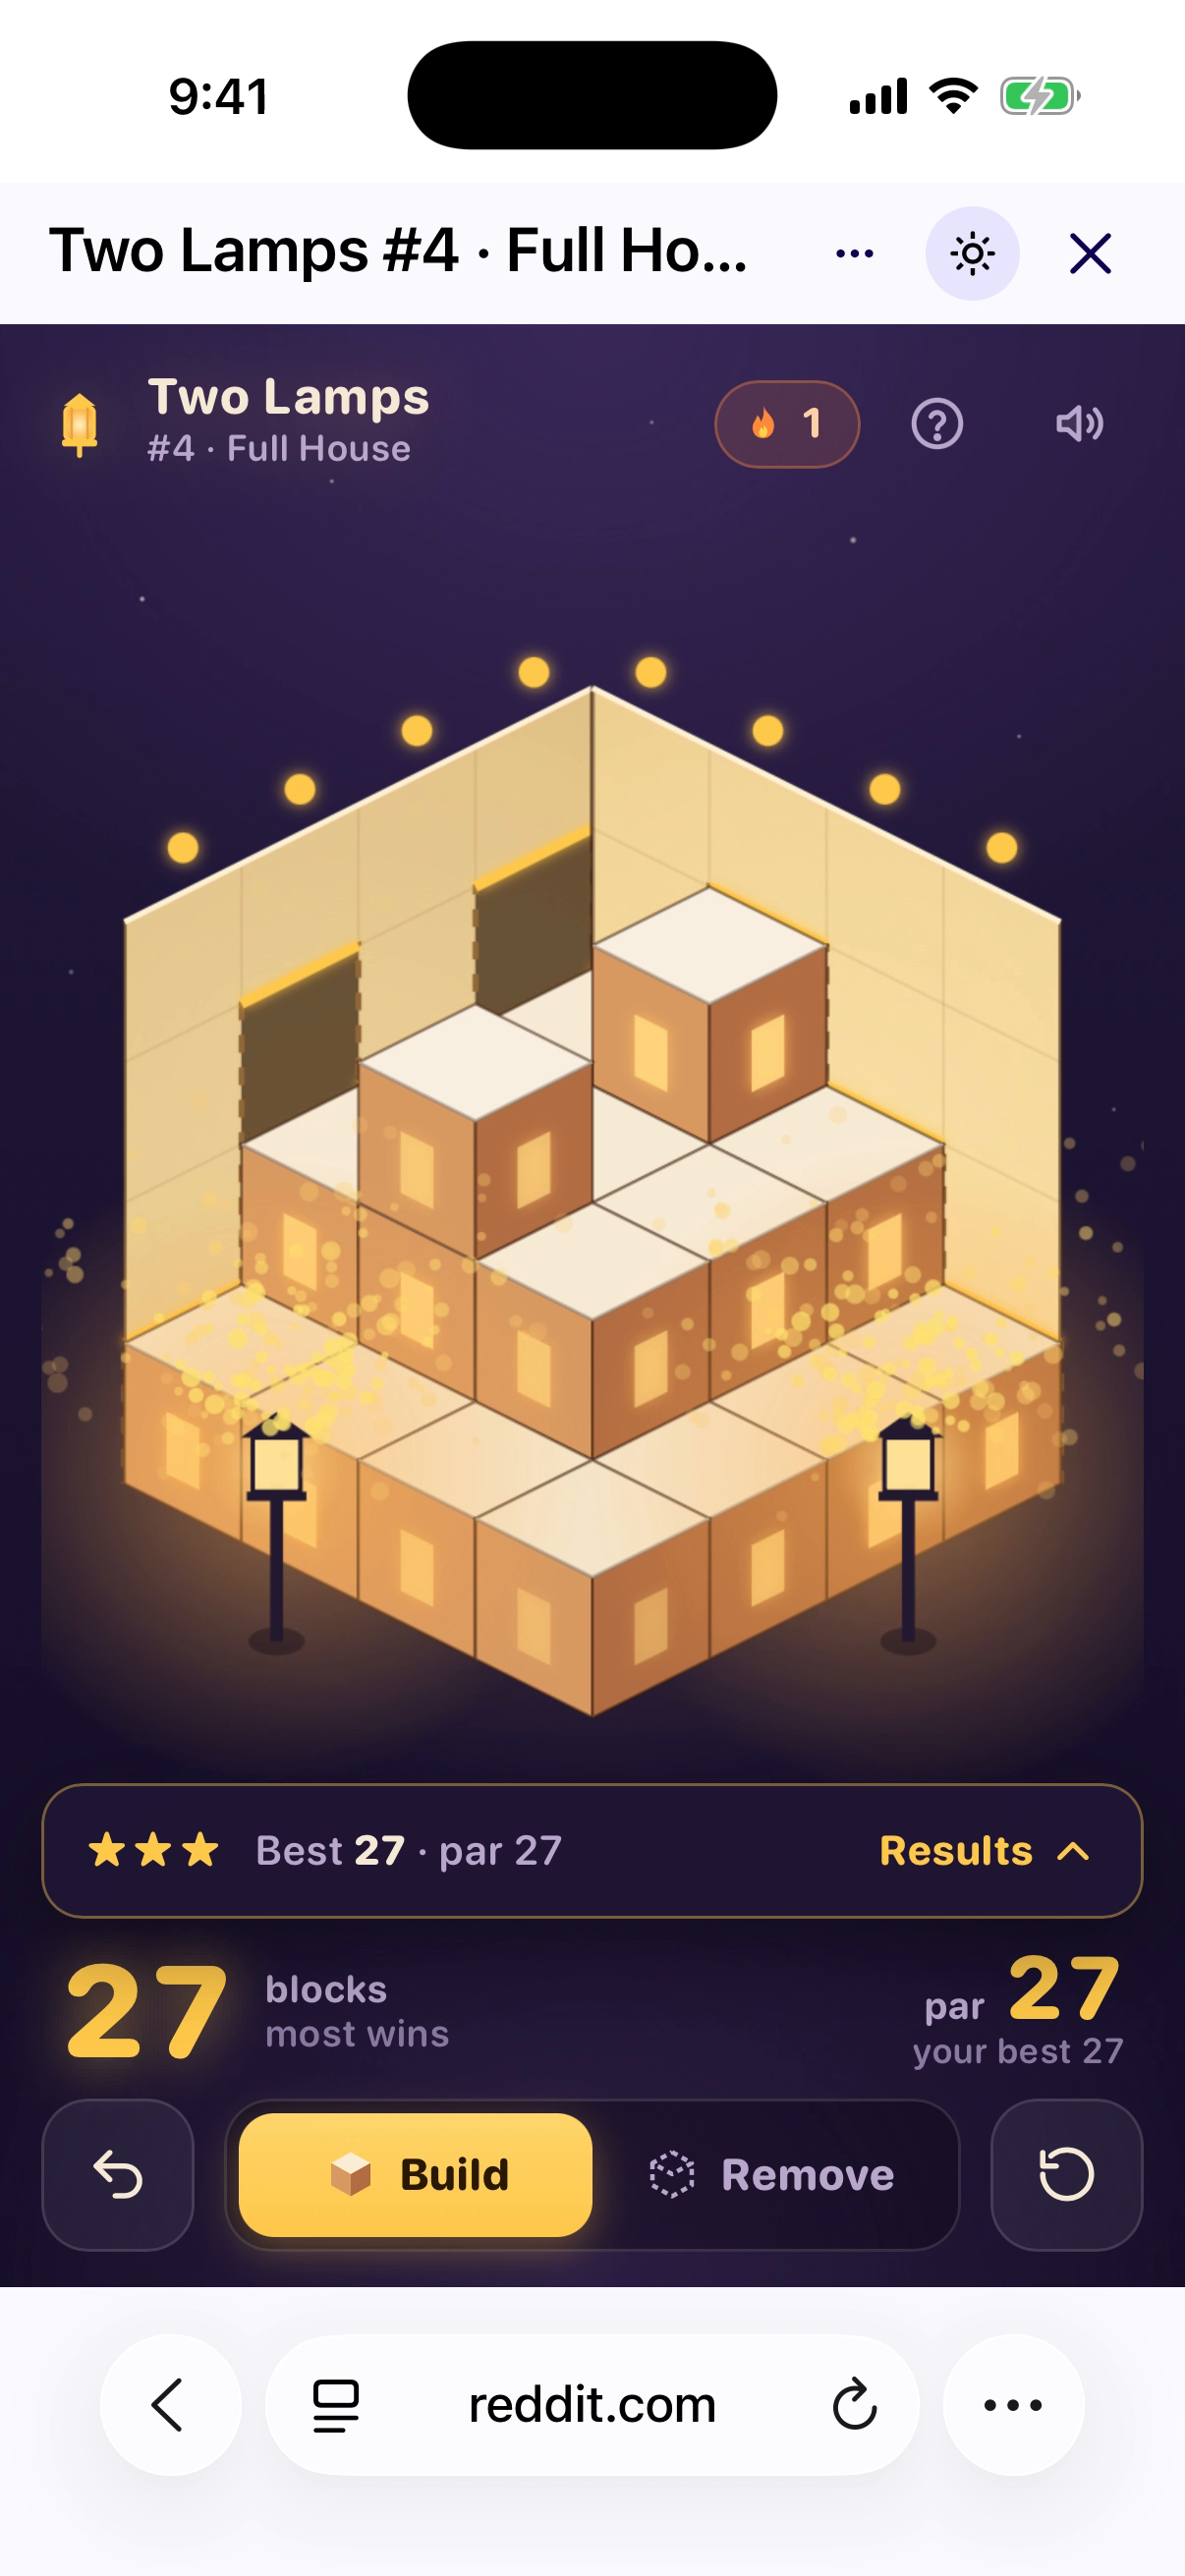 9:41
Two Lamps #4 · Full Ho...
Two Lamps
#4 · Full House
1
Best 27 · par 27
Results
27
blocks
most wins
par 27
your best 27
Build
Remove
reddit.com